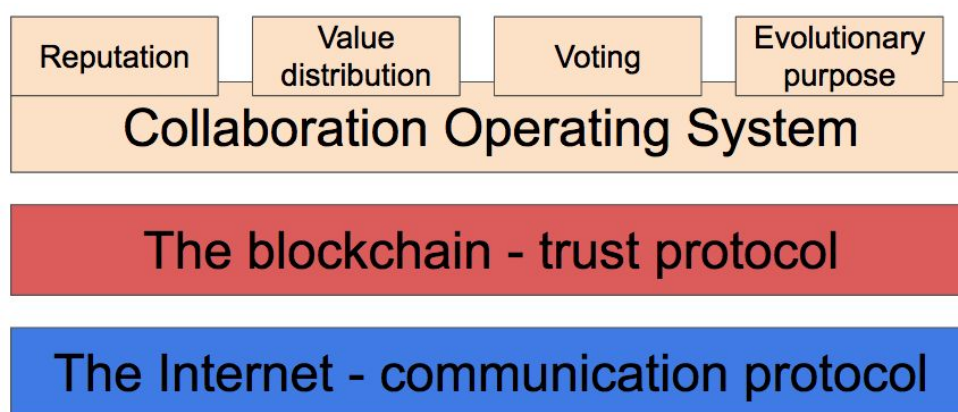 Reputation
Value
distribution
Voting
Evolutionary
purpose
Collaboration Operating System
The blockchain - trust protocol
The Internet - communication protocol